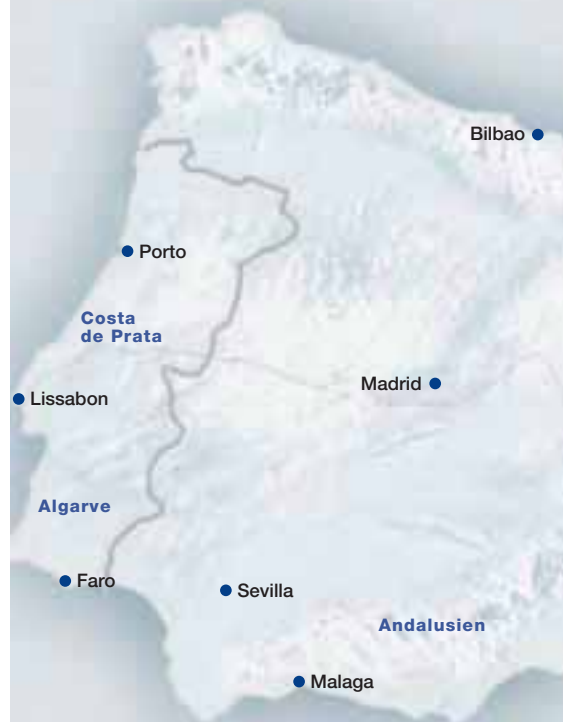 Bilbao
Porto
Costa
de Prata
Madrid
Lissabon
Algarve
Faro
Sevilla
Andalusien
Malaga